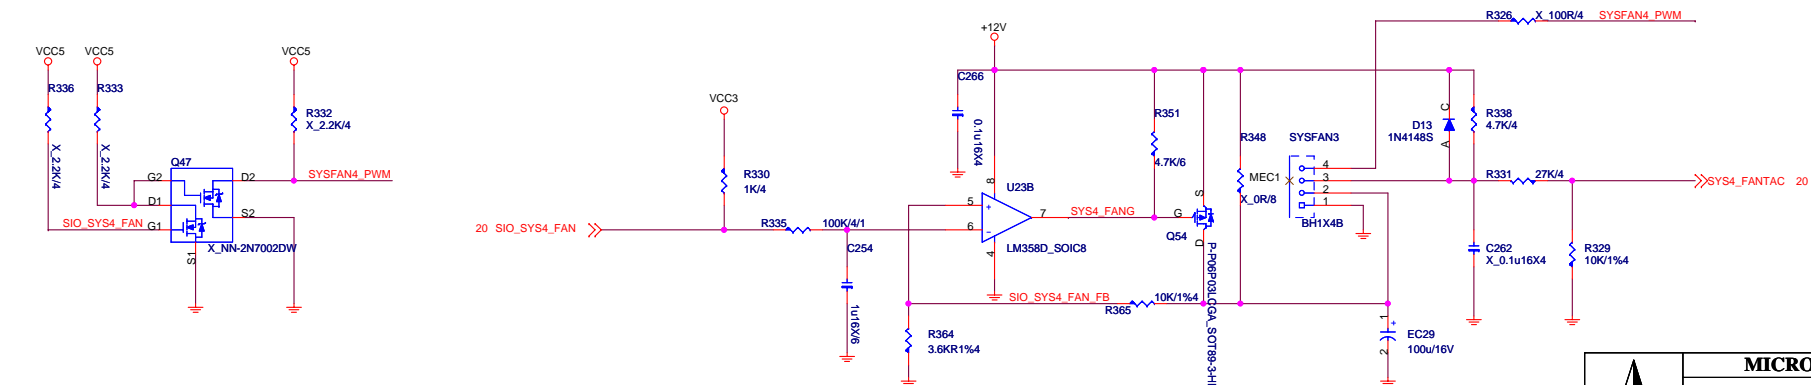 VCC5
VCC5
VCC5
R336
R333
R332
X_2.2K/4
X_2.2K/4
X_2.2K/4
Q47
G2
D2
SYSFAN4_PWM
D1
S2
SIO_SYS4_FAN
G1
X_NN-2N7002DW
S1
+12V
C266
0.1u16X4
VCC3
R330
1K/4
20 SIO_SYS4_FAN
R335
100K/4/1
C254
1u16X/6
8
U23B
5
+
6
-
7
4
LM358D_SOIC8
SYS4_FANG
R351
4.7K/6
S
G
Q54
D
SIO_SYS4_FAN_FB
R365
10K/1%4
R364
3.6KR1%4
R348
X_0R/8
SYSFAN3
MEC1
4
3
2
1
BH1X4B
R326
X_100R/4
SYSFAN4_PWM
C
D13
1N4148S
A
R338
4.7K/4
R331
27K/4
SYS4_FANTAC 20
C262
X_0.1u16X4
R329
10K/1%4
1
+
EC29
100u/16V
2
MICRO